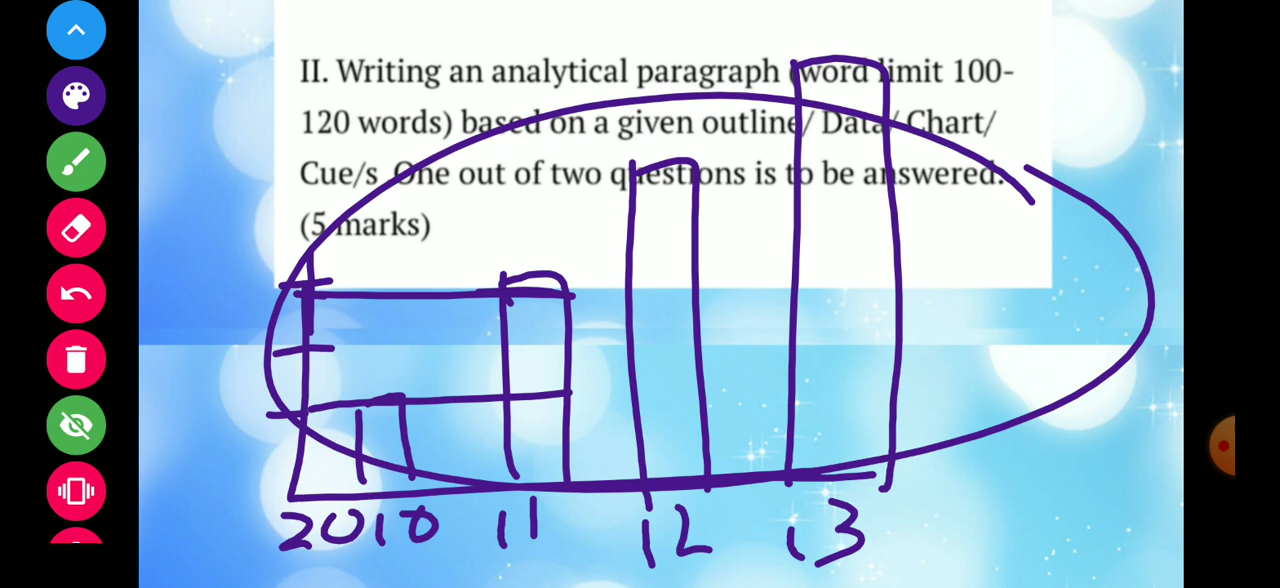 II. Writing an analytical paragraph (word limit 100-
120 words) based on a given outline/ Data/ Chart/
Cue/s. One out of two questions is to be answered.
(5 marks)
2010 11 12 13